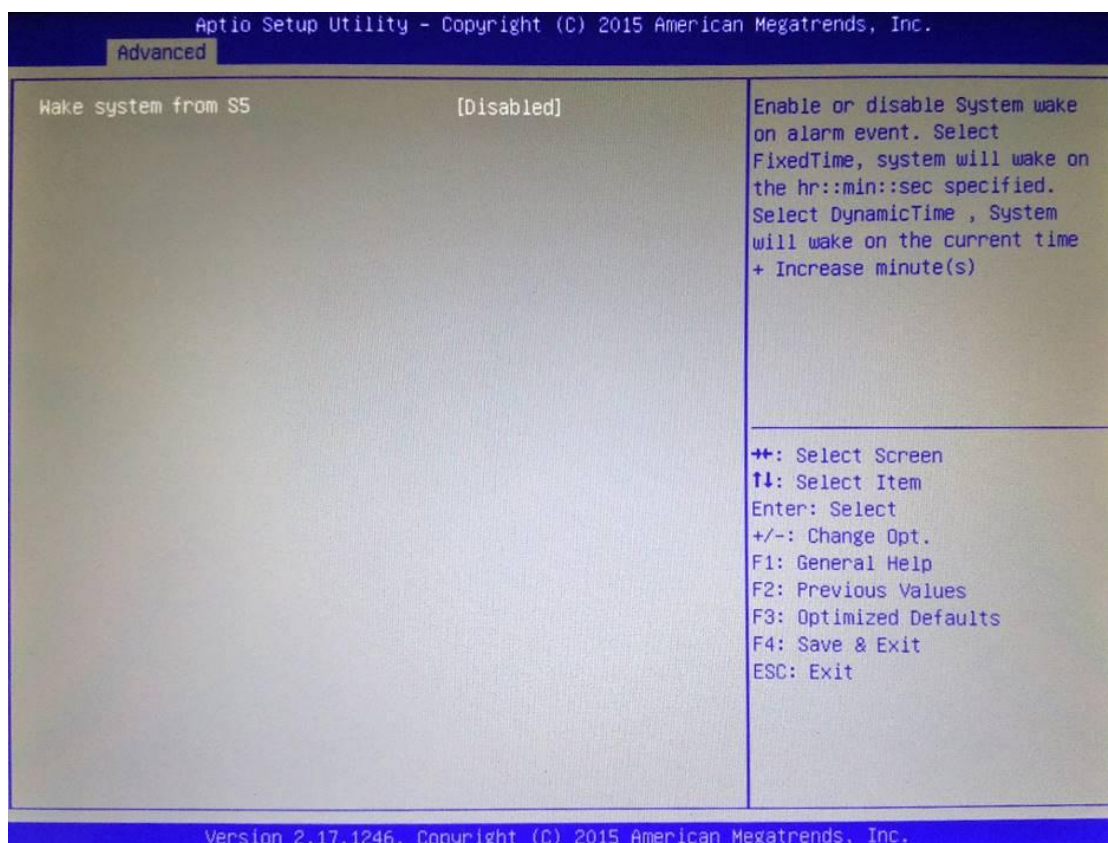 Aptio Setup Utility - Copyright (C) 2015 American Megatrends, Inc.
Advanced
Wake system from S5 [Disabled]
Enable or disable System wake
on alarm event. Select
FixedTime, system will wake on
the hr::min::sec specified.
Select DynamicTime , System
will wake on the current time
+ Increase minute(s)
→←: Select Screen
↑↓: Select Item
Enter: Select
+/-: Change Opt.
F1: General Help
F2: Previous Values
F3: Optimized Defaults
F4: Save & Exit
ESC: Exit
Version 2.17.1246. Copyright (C) 2015 American Megatrends, Inc.